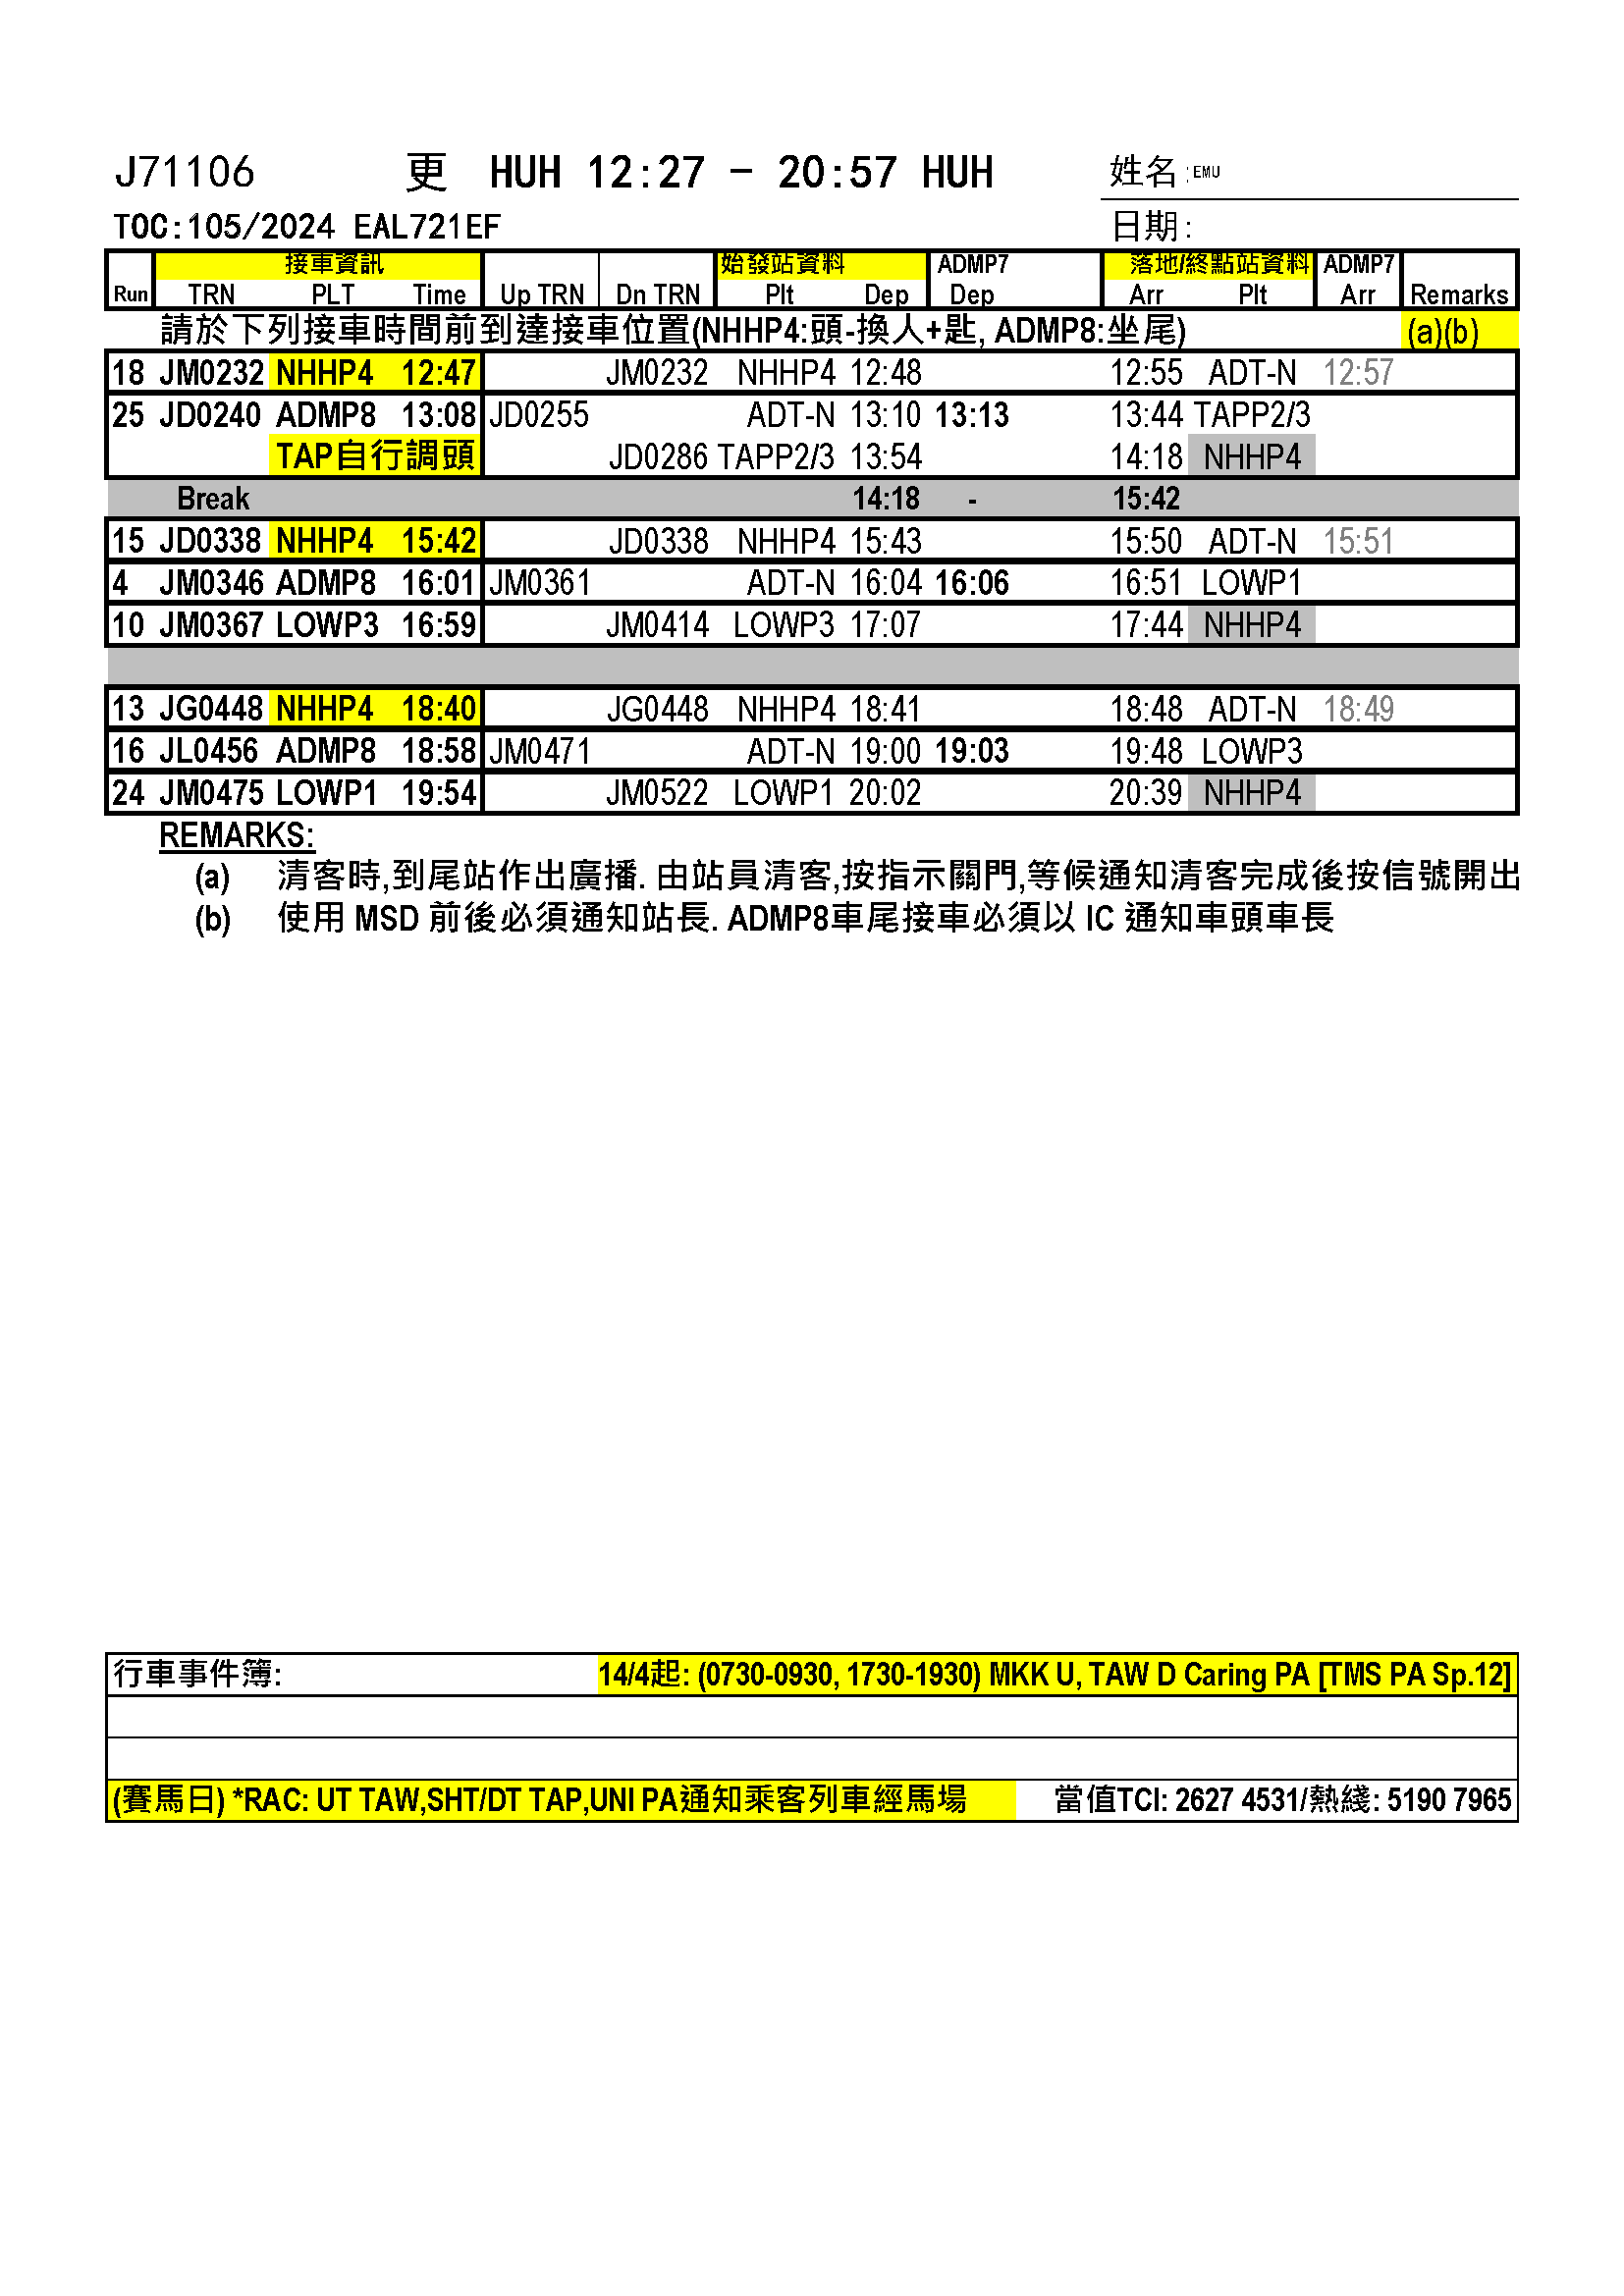 J71106 更 HUH 12:27 - 20:57 HUH 姓名:EMU
TOC:105/2024 EAL721EF 日期:
接車資訊 始發站資料 ADMP7 落地/終點站資料 ADMP7
Run TRN PLT Time Up TRN Dn TRN Plt Dep Dep Arr Plt Arr Remarks
請於下列接車時間前到達接車位置(NHHP4:頭-換人+匙, ADMP8:坐尾) (a)(b)
18 JM0232 NHHP4 12:47 JM0232 NHHP4 12:48 12:55 ADT-N 12:57
25 JD0240 ADMP8 13:08 JD0255 ADT-N 13:10 13:13 13:44 TAPP2/3
TAP自行調頭 JD0286 TAPP2/3 13:54 14:18 NHHP4
Break 14:18 - 15:42
15 JD0338 NHHP4 15:42 JD0338 NHHP4 15:43 15:50 ADT-N 15:51
4 JM0346 ADMP8 16:01 JM0361 ADT-N 16:04 16:06 16:51 LOWP1
10 JM0367 LOWP3 16:59 JM0414 LOWP3 17:07 17:44 NHHP4
13 JG0448 NHHP4 18:40 JG0448 NHHP4 18:41 18:48 ADT-N 18:49
16 JL0456 ADMP8 18:58 JM0471 ADT-N 19:00 19:03 19:48 LOWP3
24 JM0475 LOWP1 19:54 JM0522 LOWP1 20:02 20:39 NHHP4
REMARKS:
(a) 清客時,到尾站作出廣播. 由站員清客,按指示關門,等候通知清客完成後按信號開出
(b) 使用 MSD 前後必須通知站長. ADMP8車尾接車必須以 IC 通知車頭車長
行車事件簿: 14/4起: (0730-0930, 1730-1930) MKK U, TAW D Caring PA [TMS PA Sp.12]
(賽馬日) *RAC: UT TAW,SHT/DT TAP,UNI PA通知乘客列車經馬場 當值TCI: 2627 4531/熱綫: 5190 7965